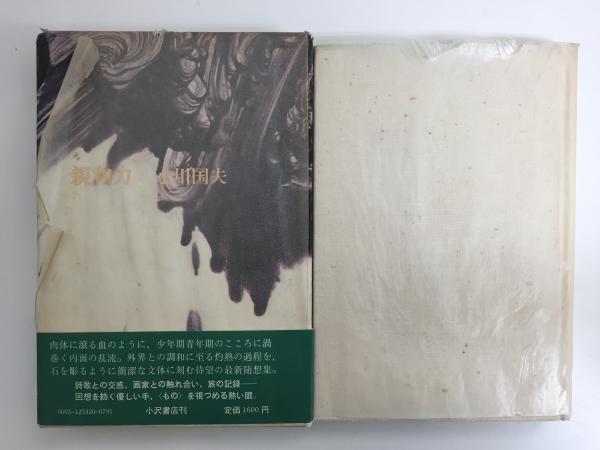 親和力 小川国夫
肉体に滾る血のように、少年期青年期のこころに渦
巻く内面の乱流。外界との調和に至る灼熱の過程を、
石を彫るように簡潔な文体に刻む待望の最新随想集。
詩歌との交感、画家との触れ合い、旅の記録──
回想を紡ぐ優しい手、〈もの〉を視つめる熱い眼。
0095-125320-0791 小沢書店刊 定価1600円